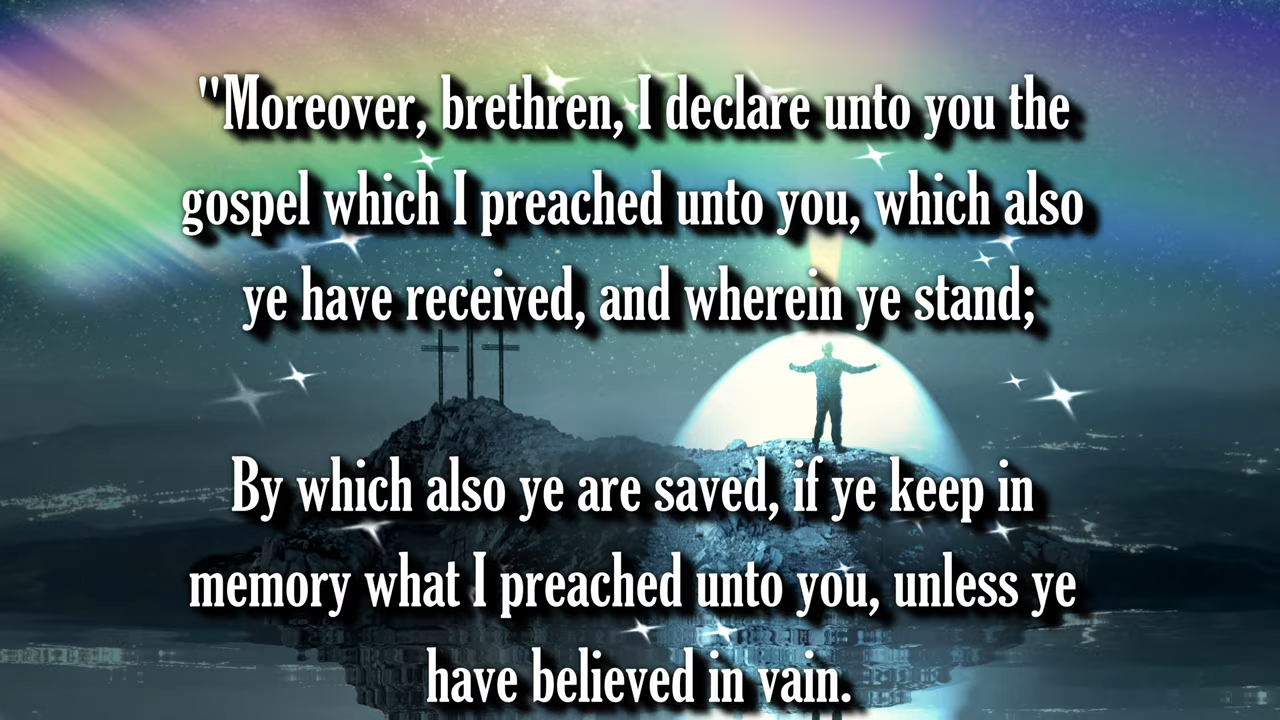 "Moreover, brethren, I declare unto you the
gospel which I preached unto you, which also
ye have received, and wherein ye stand;
By which also ye are saved, if ye keep in
memory what I preached unto you, unless ye
have believed in vain.